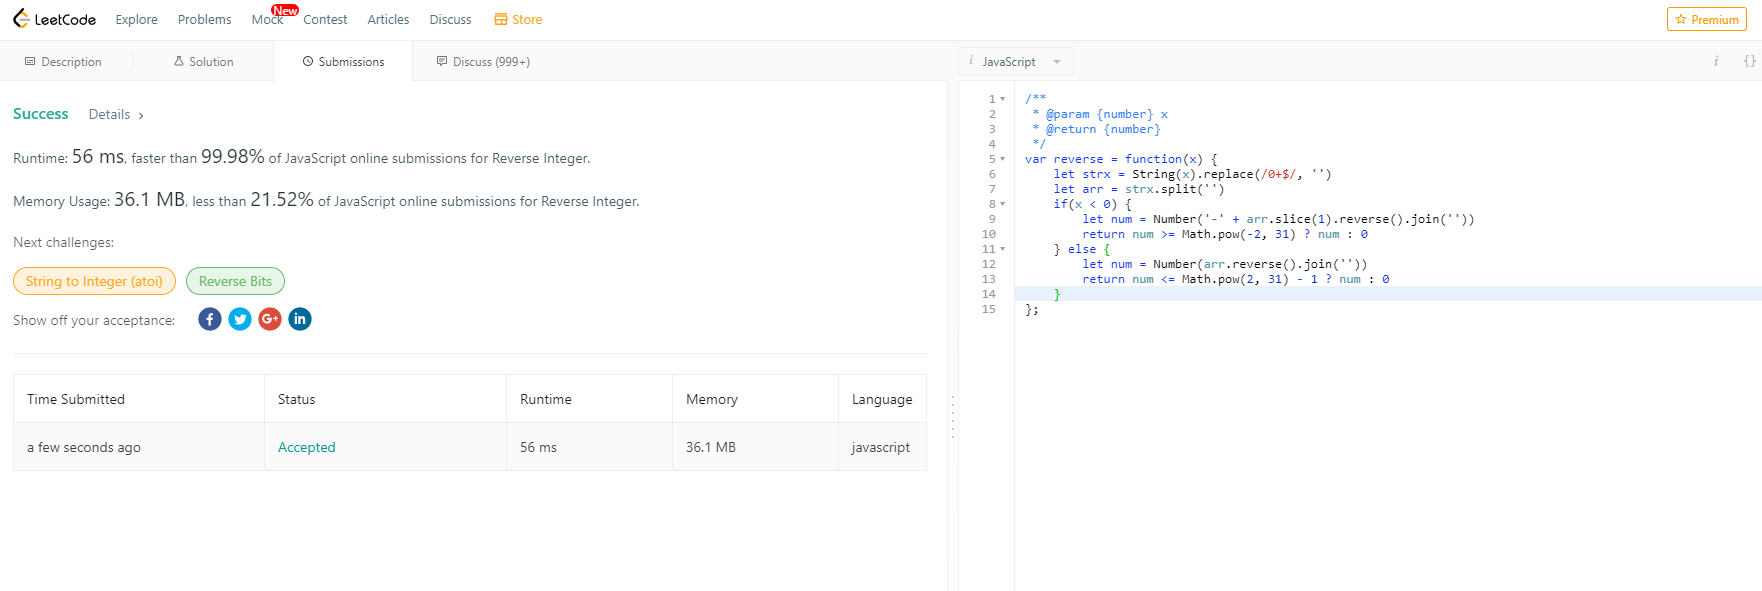 LeetCode Explore Problems Mock New Contest Articles Discuss Store Premium
Description Solution Submissions Discuss (999+)
i JavaScript i {}
Success Details >
Runtime: 56 ms, faster than 99.98% of JavaScript online submissions for Reverse Integer.
Memory Usage: 36.1 MB, less than 21.52% of JavaScript online submissions for Reverse Integer.
Next challenges:
String to Integer (atoi) Reverse Bits
Show off your acceptance: f G+ in
Time Submitted Status Runtime Memory Language
a few seconds ago Accepted 56 ms 36.1 MB javascript
1 /**
2  * @param {number} x
3  * @return {number}
4  */
5 var reverse = function(x) {
6     let strx = String(x).replace(/0+$/, '')
7     let arr = strx.split('')
8     if(x < 0) {
9         let num = Number('-' + arr.slice(1).reverse().join(''))
10         return num >= Math.pow(-2, 31) ? num : 0
11     } else {
12         let num = Number(arr.reverse().join(''))
13         return num <= Math.pow(2, 31) - 1 ? num : 0
14     }
15 };